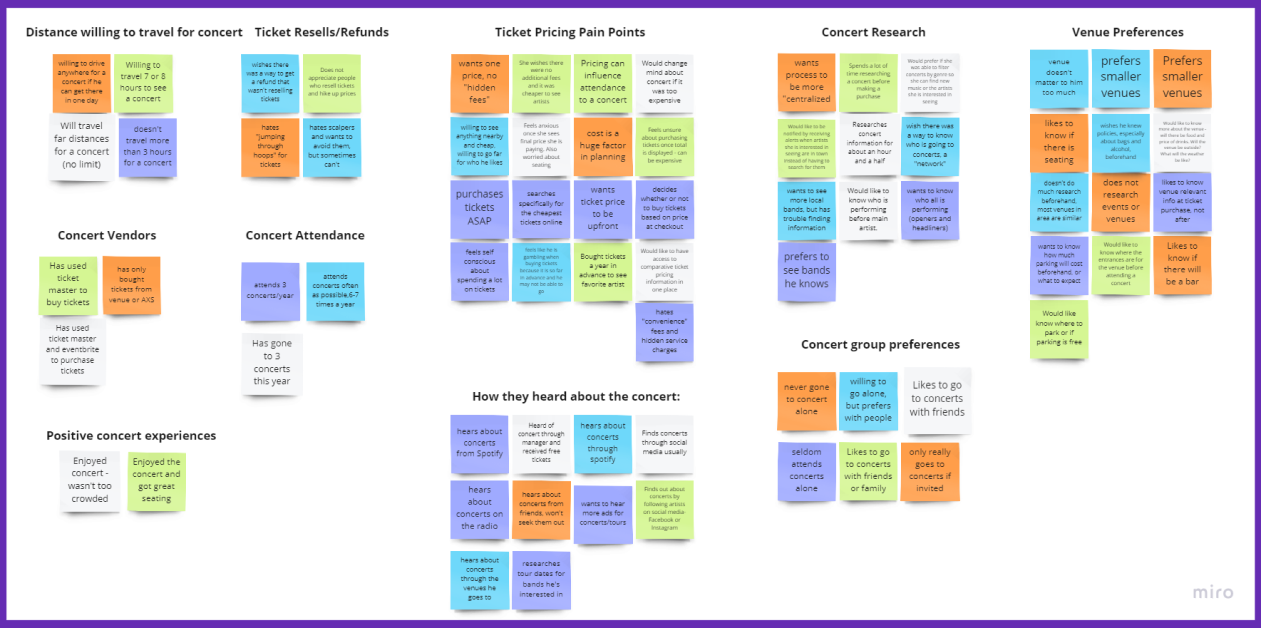 Distance willing to travel for concert
willing to drive
anywhere for a
concert if he
can get there
in one day
Willing to
travel 7 or 8
hours to see
a concert
Will travel
far distances
for a concert
(no limit)
doesn't
travel more
than 3 hours
for a concert
Ticket Resells/Refunds
wishes there
was a way to get
a refund that
wasn't reselling
tickets
Does not
appreciate people
who resell tickets
and hike up prices
hates
"jumping
through
hoops" for
tickets
hates scalpers
and wants to
avoid them,
but sometimes
can't
Concert Vendors
Has used
ticket
master to
buy tickets
has only
bought
tickets from
venue or AXS
Has used
ticket master
and eventbrite
to purchase
tickets
Concert Attendance
attends 3
concerts/year
attends
concerts often
as possible,6-7
times a year
Has gone
to 3
concerts
this year
Positive concert experiences
Enjoyed
concert -
wasn't too
crowded
Enjoyed the
concert and
got great
seating
Ticket Pricing Pain Points
wants one
price, no
"hidden
fees"
She wishes there
were no
additional fees
and it was
cheaper to see
artists
Pricing can
influence
attendance
to a concert
Would change
mind about
concert if it
was too
expensive
willing to see
anything nearby
and cheap,
willing to go far
for who he likes
Feels anxious
once she sees
final price she is
paying. Also
worried about
seating
cost is a
huge factor
in planning
Feels unsure
about purchasing
tickets once total
is displayed - can
be expensive
purchases
tickets
ASAP
searches
specifically for
the cheapest
tickets online
wants
ticket price
to be
upfront
decides
whether or not
to buy tickets
based on price
at checkout
feels self
conscious
about
spending a lot
on tickets
Feels like he is
gambling when
buying tickets
because it is so far
in advance and he
may not be able to
go
Bought tickets
a year in
advance to see
favorite artist
Would like to have
access to
comparative ticket
pricing
information in
one place
hates
"convenience"
fees and
hidden service
charges
How they heard about the concert:
hears about
concerts
from Spotify
Heard of
concert through
manager and
received free
tickets
hears about
concerts
through
spotify
Finds concerts
through social
media usually
hears
about
concerts on
the radio
hears about
concerts from
friends, won't
seek them out
wants to hear
more ads for
concerts/tours
Finds out about
concerts by
following artists
on social media
Facebook or
Instagram
hears about
concerts
through the
venues he
goes to
researches
tour dates for
bands he's
interested in
Concert Research
wants
process to
be more
"centralized
Spends a lot of
time researching
a concert before
making a
purchase
Would prefer if she
was able to filter
concerts by genre so
she can find new
music or the artists
she is interested in
seeing
Would like to be
notified by receiving
alerts when artists
she is interested in
seeing are in town
instead of having to
search for them
Researches
concert
information for
about an hour
and a half
wish there was
a way to know
who is going to
concerts, a
"network"
wants to see
more local
bands, but has
trouble finding
information
Would like to
know who is
performing
before main
artist.
wants to know
who all is
performing
(openers and
headliners)
prefers to
see bands
he knows
Concert group preferences
never gone
to concert
alone
willing to
go alone,
but prefers
with people
Likes to go
to concerts
with friends
seldom
attends
concerts
alone
Likes to go to
concerts
with friends
or family
only really
goes to
concerts if
invited
Venue Preferences
venue
doesn't
matter to him
too much
prefers
smaller
venues
Prefers
smaller
venues
likes to
know if
there is
seating
wishes he knew
policies, especially
about bags and
alcohol,
beforehand
Would like to know
more about the venue -
will there be food and
price of drinks. Will the
venue be outside?
What will the weather
be like?
doesn't do
much research
beforehand,
most venues in
area are similar
does not
research
events or
venues
likes to know
venue relevant
info at ticket
purchase, not
after
wants to know
how much
parking will cost
beforehand, or
what to expect
Would like to
know where the
entrances are for
the venue before
attending a
concert
Likes to
know if
there will
be a bar
Would like
know where to
park or if
parking is free
miro